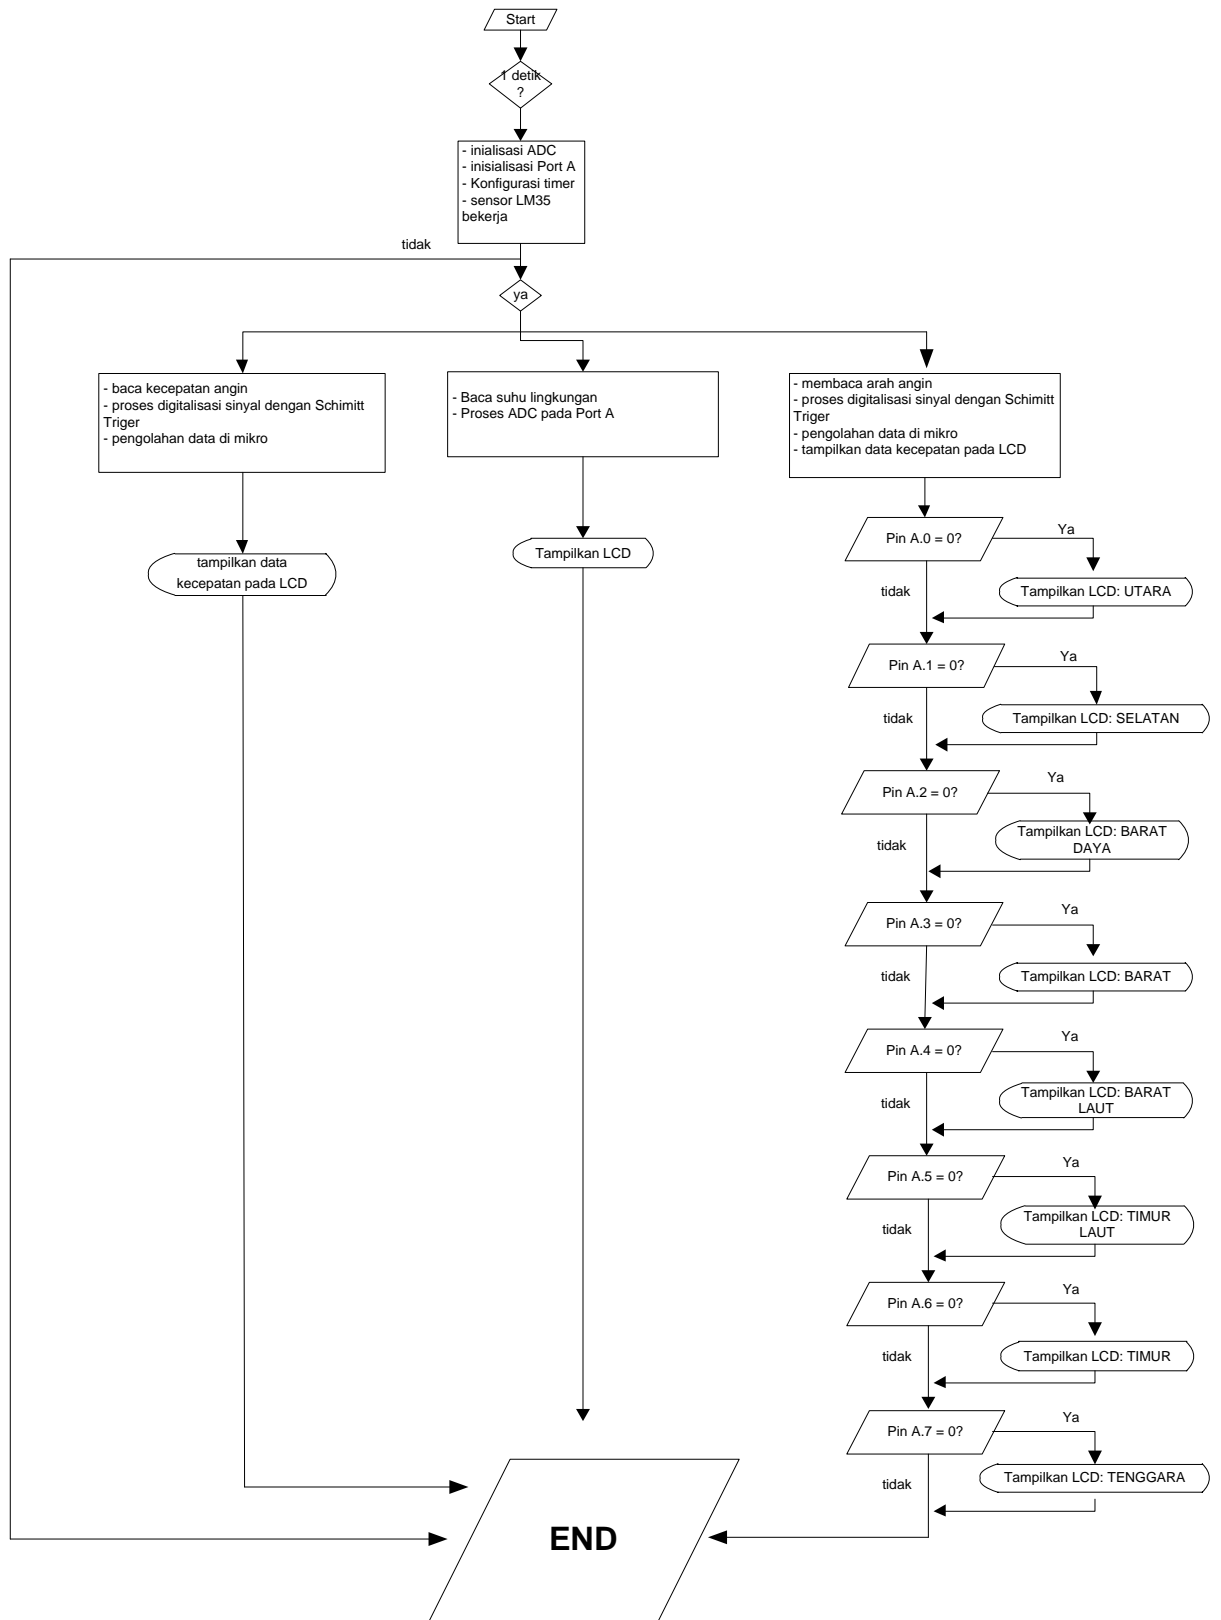 Start
1 detik
?
- inialisasi ADC
- inisialisasi Port A
- Konfigurasi timer
- sensor LM35
bekerja
tidak
ya
- baca kecepatan angin
- proses digitalisasi sinyal dengan Schimitt
Triger
- pengolahan data di mikro
- Baca suhu lingkungan
- Proses ADC pada Port A
- membaca arah angin
- proses digitalisasi sinyal dengan Schimitt
Triger
- pengolahan data di mikro
- tampilkan data kecepatan pada LCD
tampilkan data
kecepatan pada LCD
Tampilkan LCD
Pin A.0 = 0?
Ya
tidak
Tampilkan LCD: UTARA
Pin A.1 = 0?
Ya
tidak
Tampilkan LCD: SELATAN
Pin A.2 = 0?
Ya
tidak
Tampilkan LCD: BARAT
DAYA
Pin A.3 = 0?
Ya
tidak
Tampilkan LCD: BARAT
Pin A.4 = 0?
Ya
tidak
Tampilkan LCD: BARAT
LAUT
Pin A.5 = 0?
Ya
tidak
Tampilkan LCD: TIMUR
LAUT
Pin A.6 = 0?
Ya
tidak
Tampilkan LCD: TIMUR
Pin A.7 = 0?
Ya
tidak
Tampilkan LCD: TENGGARA
END